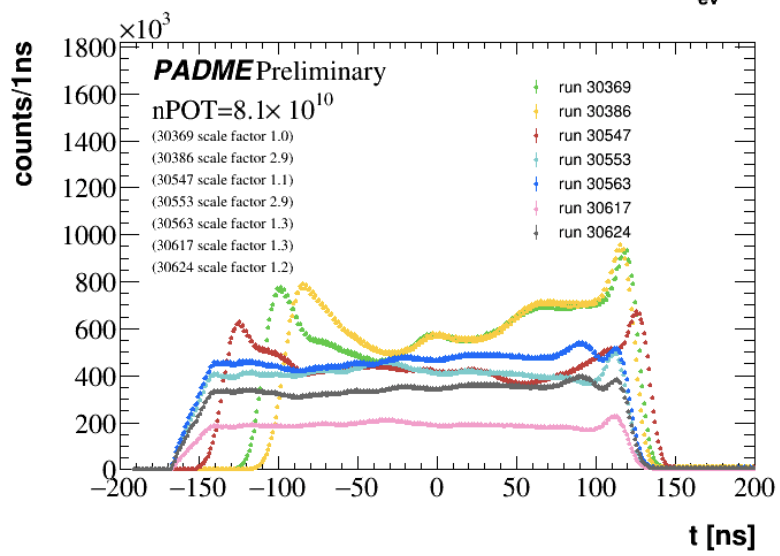 ev
×10³
PADME Preliminary
nPOT=8.1× 10¹⁰
(30369 scale factor 1.0)
(30386 scale factor 2.9)
(30547 scale factor 1.1)
(30553 scale factor 2.9)
(30563 scale factor 1.3)
(30617 scale factor 1.3)
(30624 scale factor 1.2)
run 30369
run 30386
run 30547
run 30553
run 30563
run 30617
run 30624
counts/1ns
1800
1600
1400
1200
1000
800
600
400
200
0
−200 −150 −100 −50 0 50 100 150 200
t [ns]